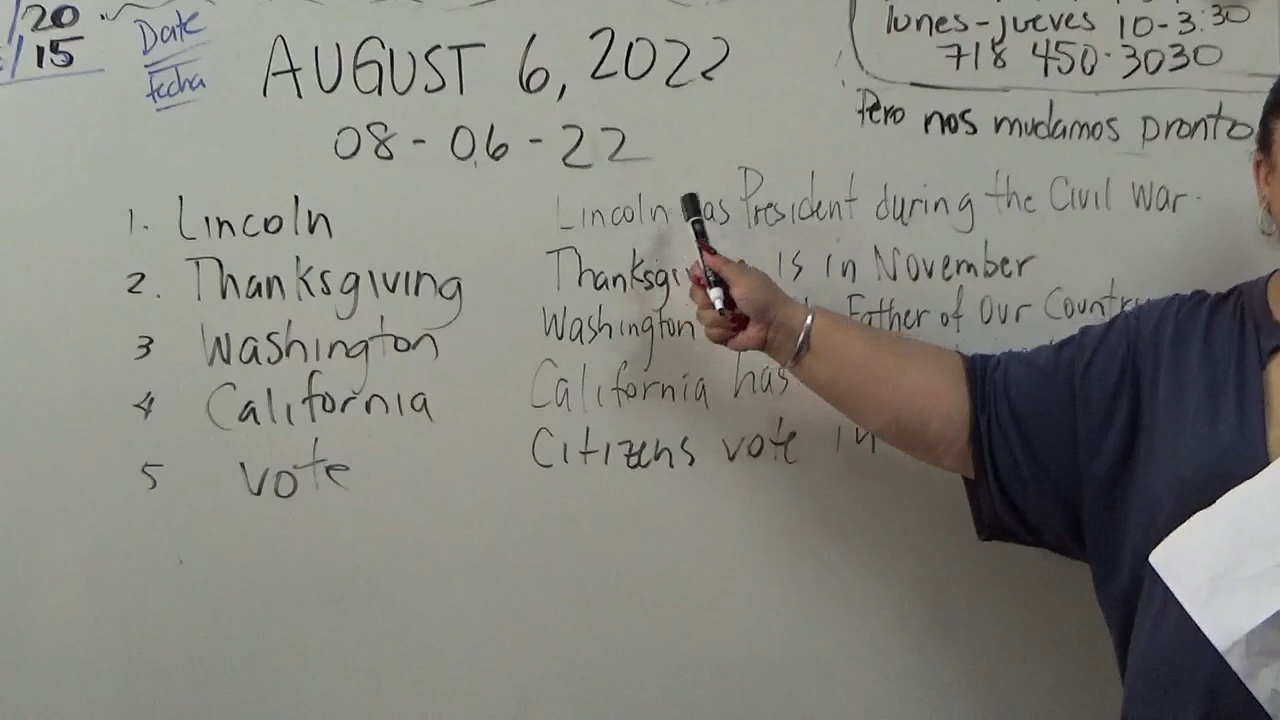 /20
/15
Date
fecha
AUGUST 6, 2022
08-06-22
lunes-jueves 10-3:30
718 450-3030
Pero nos mudamos pronto
1. Lincoln
2. Thanksgiving
3 Washington
4 California
5 vote
Lincoln President during the Civil War.
is in November
Washington Father of Our
California has
Citizens vote in